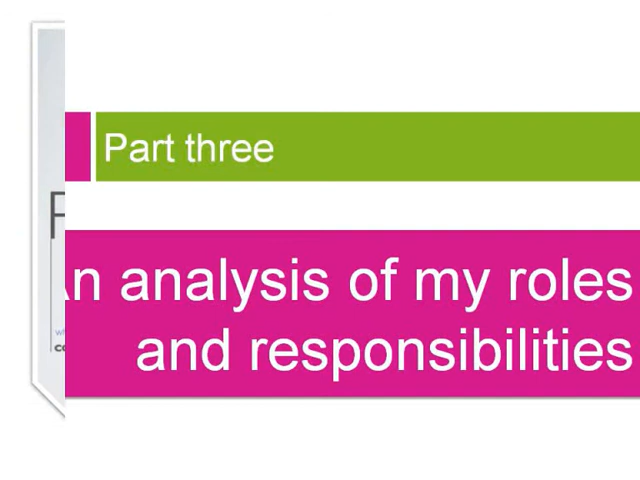 Part three
An analysis of my roles
and responsibilities